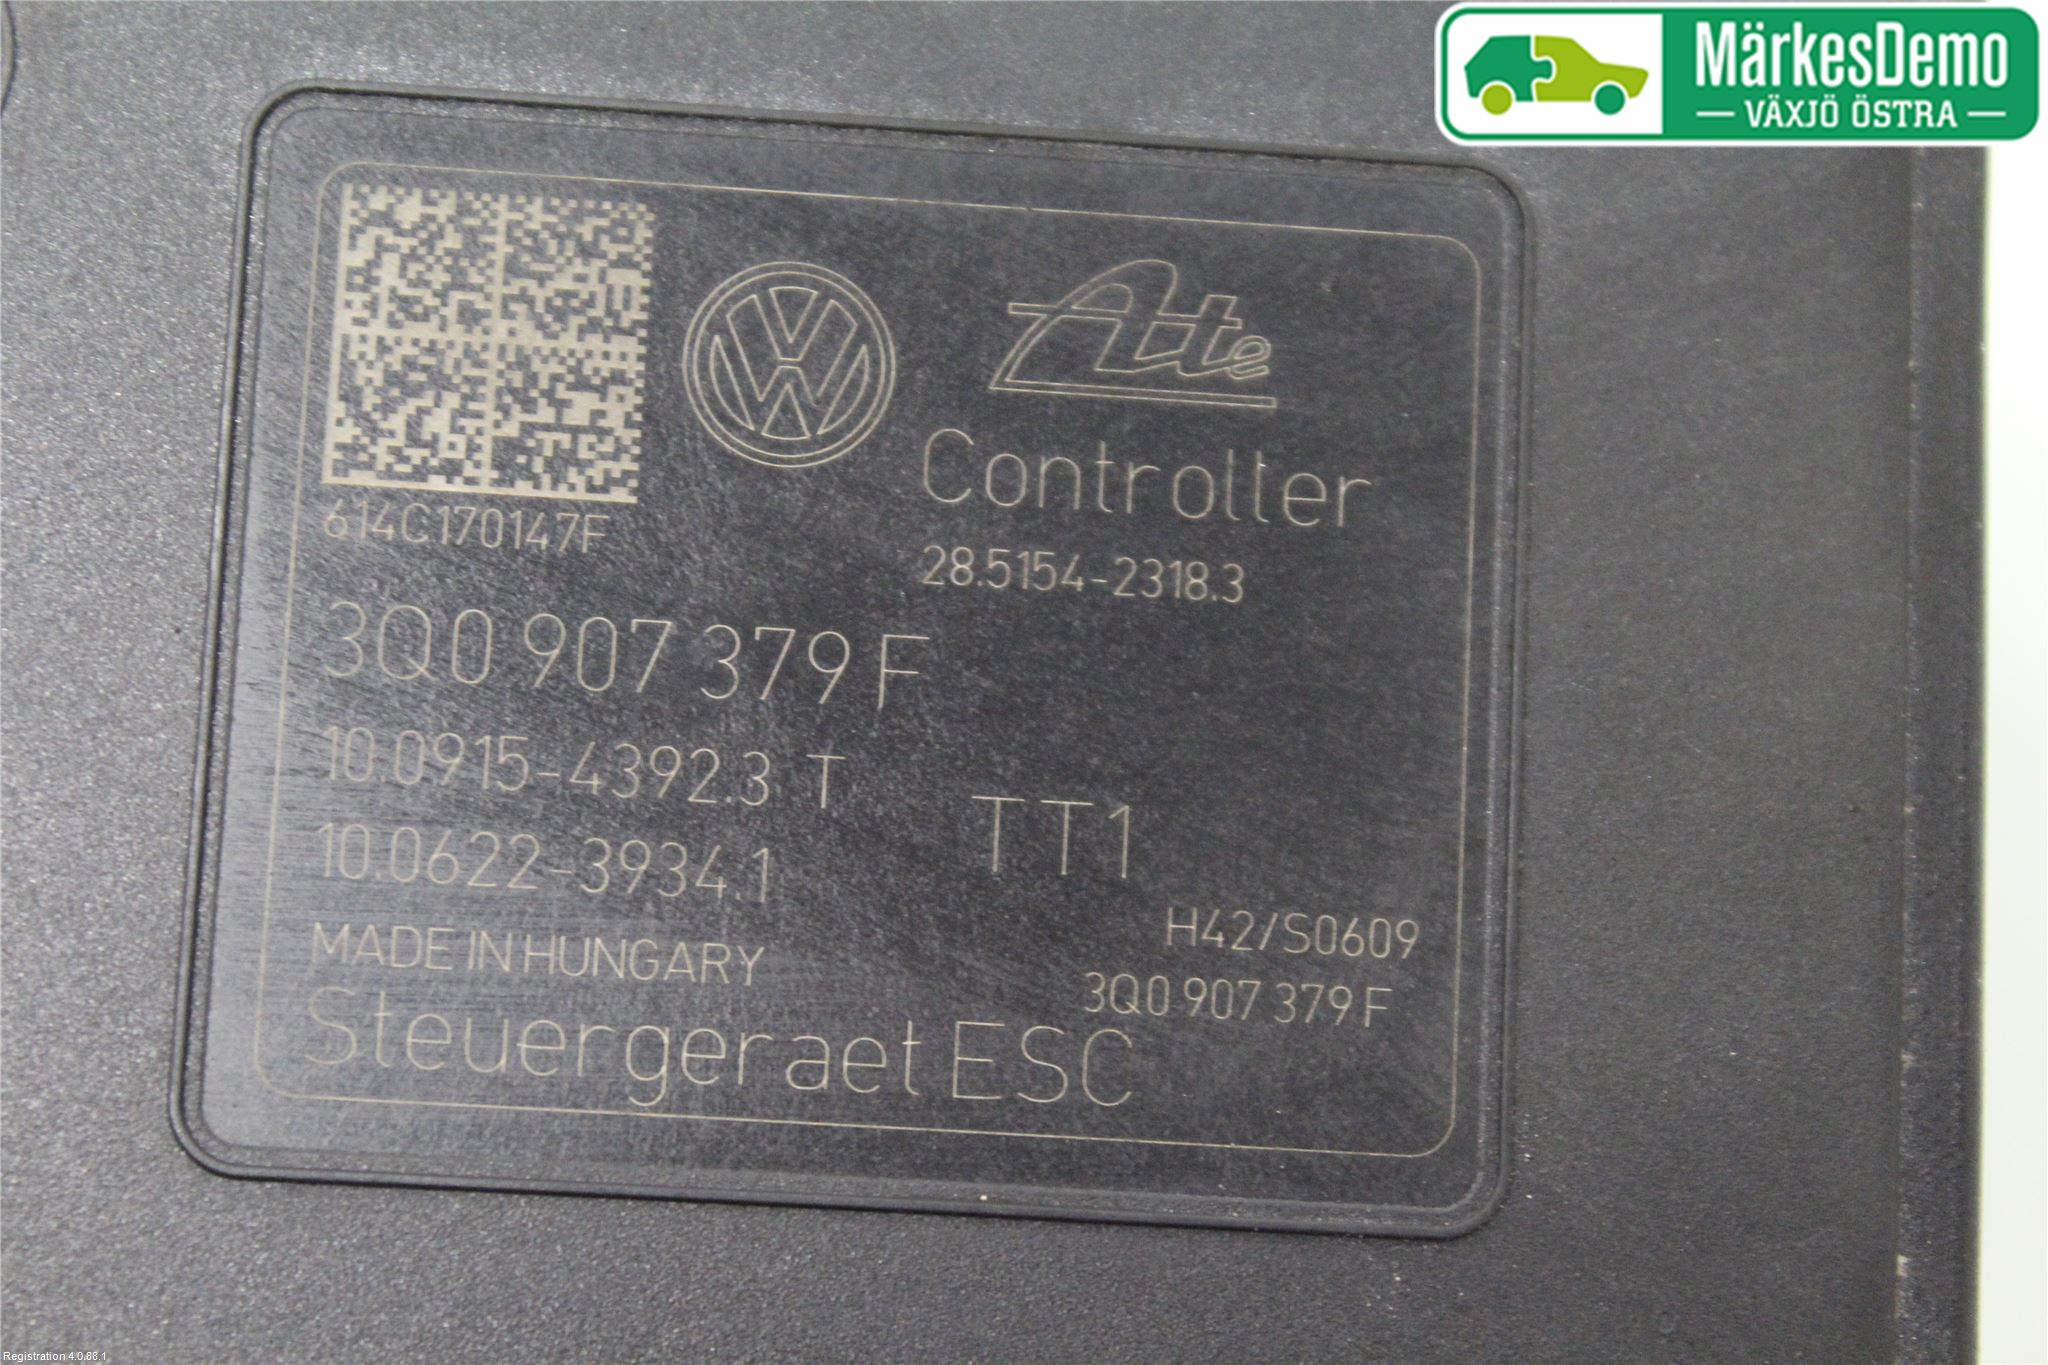 MärkesDemo
VÄXJÖ ÖSTRA
Ate
Controller
28.5154-2318.3
614C170147F
3Q0 907 379 F
10.0915-4392.3 T
TT1
10.0622-3934.1
H42/S0609
MADE IN HUNGARY
3Q0 907 379 F
Steuergeraet ESC
Registration 4.0.88.1